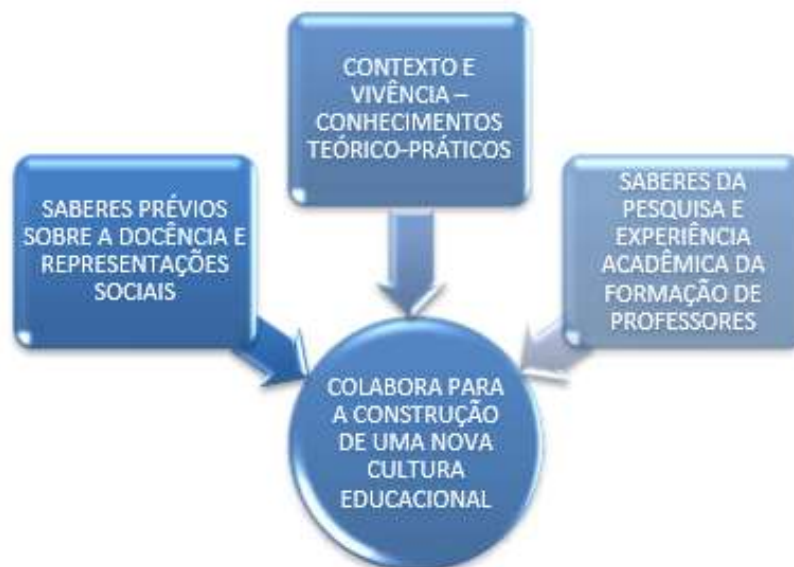 CONTEXTO E
VIVÊNCIA –
CONHECIMENTOS
TEÓRICO-PRÁTICOS
SABERES PRÉVIOS
SOBRE A DOCÊNCIA E
REPRESENTAÇÕES
SOCIAIS
SABERES DA
PESQUISA E
EXPERIÊNCIA
ACADÊMICA DA
FORMAÇÃO DE
PROFESSORES
COLABORA PARA
A CONSTRUÇÃO
DE UMA NOVA
CULTURA
EDUCACIONAL